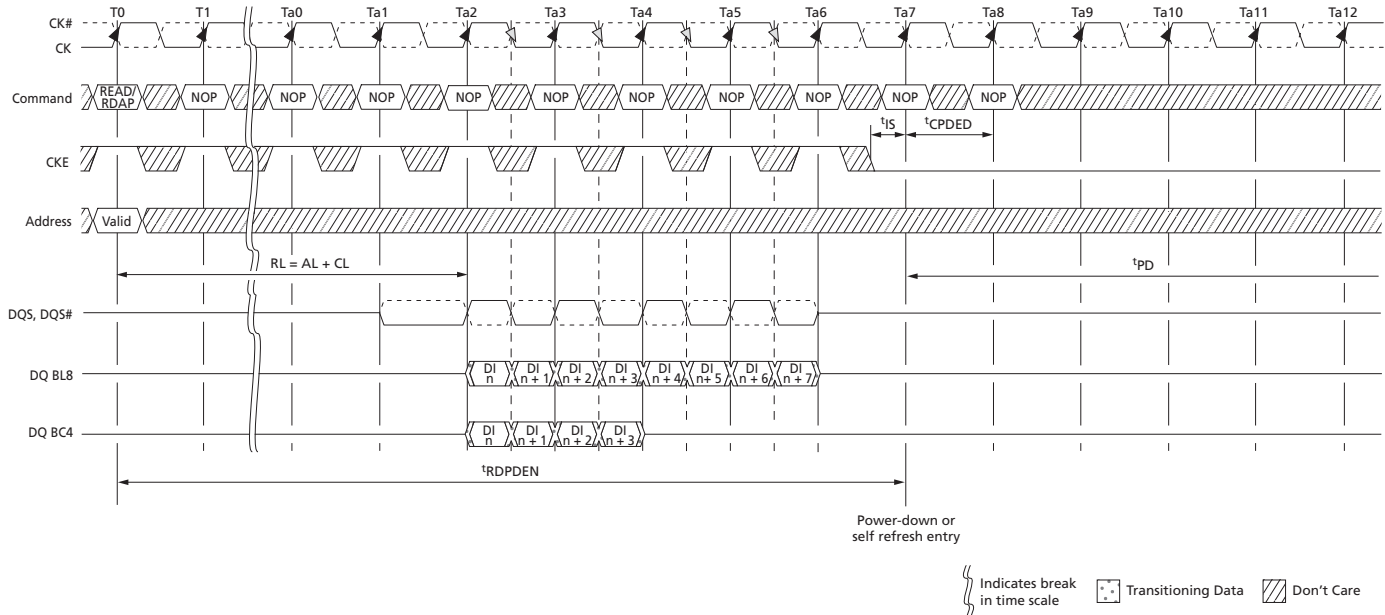 T0 T1 Ta0 Ta1 Ta2 Ta3 Ta4 Ta5 Ta6 Ta7 Ta8 Ta9 Ta10 Ta11 Ta12
CK#
CK
Command READ/ NOP NOP NOP NOP NOP NOP NOP NOP NOP NOP
RDAP
tIS tCPDED
CKE
Address Valid
RL = AL + CL tPD
DQS, DQS#
DQ BL8 DI DI DI DI DI DI DI DI
n n + 1 n + 2 n + 3 n + 4 n+ 5 n + 6 n + 7
DQ BC4 DI DI DI DI
n n + 1 n + 2 n + 3
tRDPDEN
Power-down or
self refresh entry
Indicates break
in time scale
Transitioning Data
Don't Care